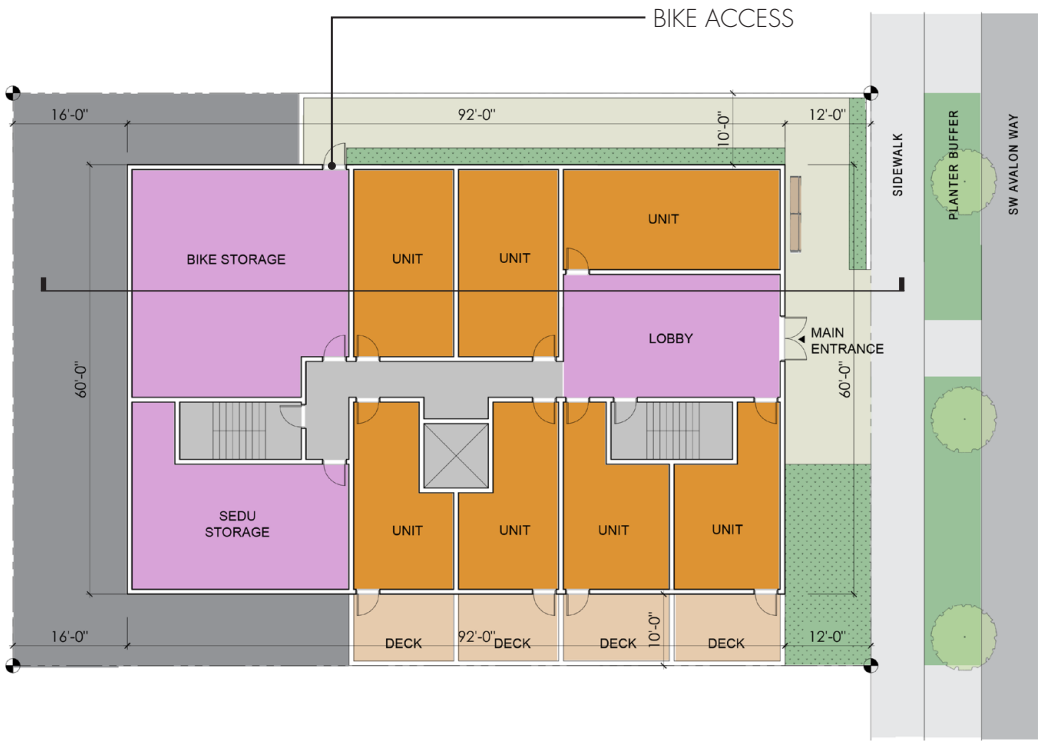 BIKE ACCESS
16'-0"
92'-0"
12'-0"
10'-0"
SIDEWALK
PLANTER BUFFER
SW AVALON WAY
UNIT
BIKE STORAGE
UNIT
UNIT
LOBBY
MAIN
ENTRANCE
60'-0"
60'-0"
SEDU
STORAGE
UNIT
UNIT
UNIT
UNIT
16'-0"
92'-0"
10'-0"
12'-0"
DECK
DECK
DECK
DECK